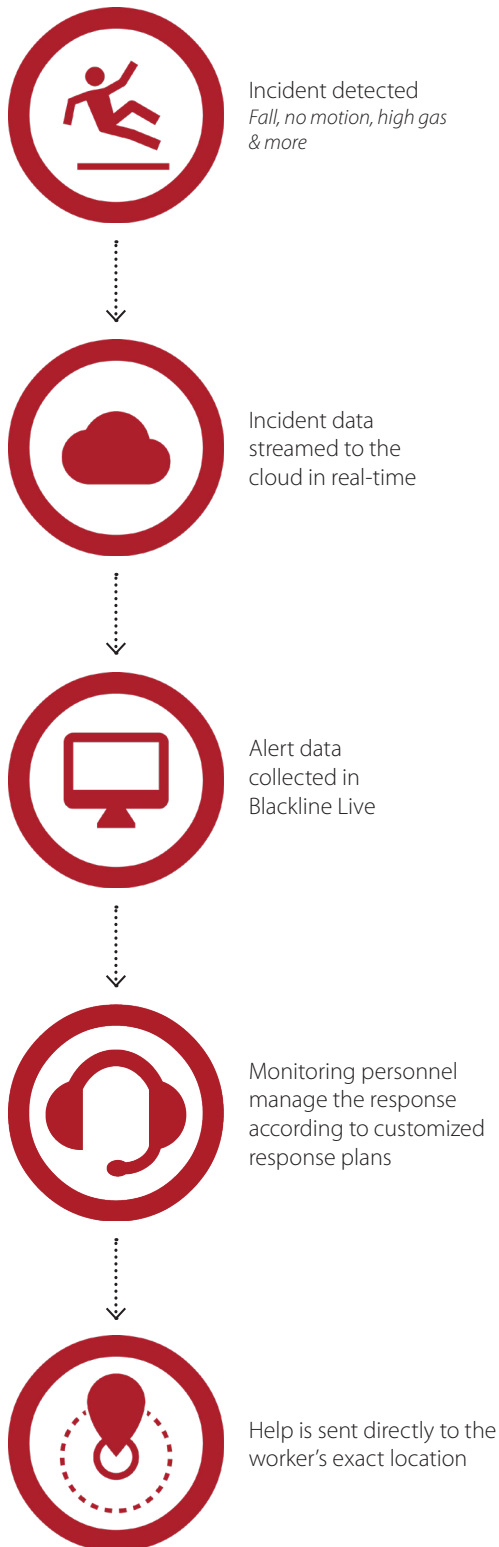 Incident detected
Fall, no motion, high gas
& more
Incident data
streamed to the
cloud in real-time
Alert data
collected in
Blackline Live
Monitoring personnel
manage the response
according to customized
response plans
Help is sent directly to the
worker’s exact location